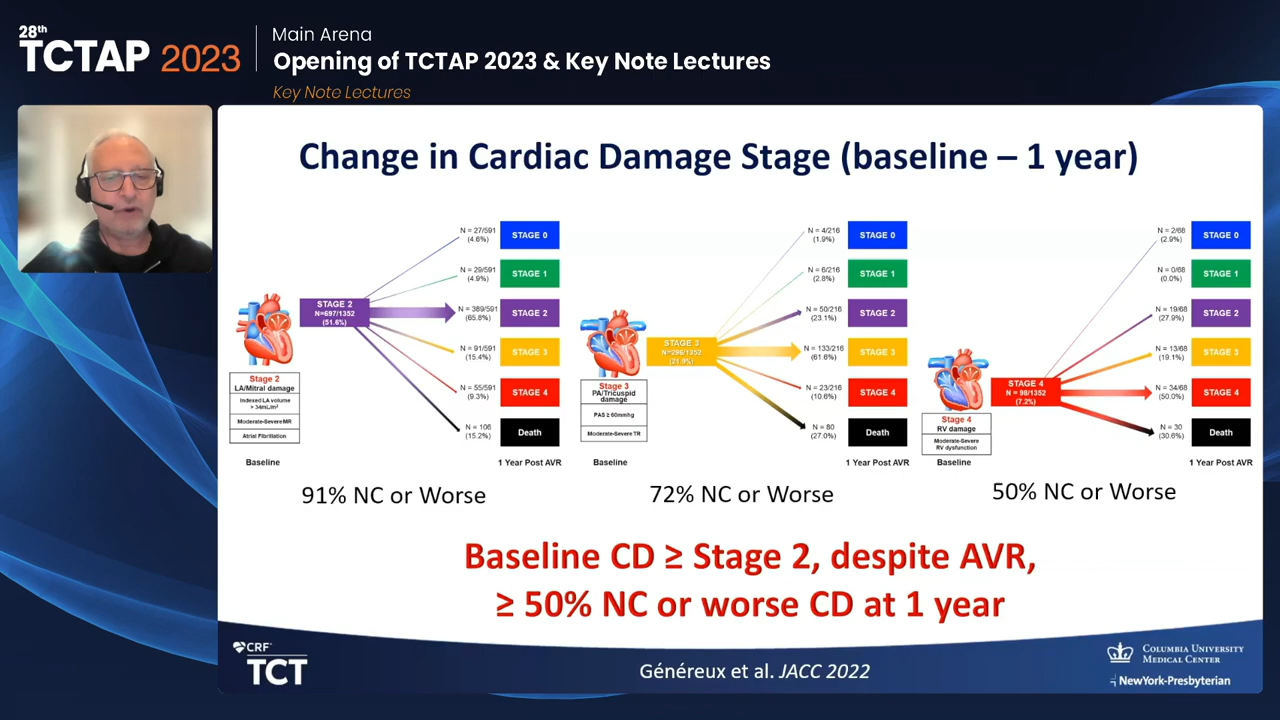 28th
TCTAP 2023
Main Arena
Opening of TCTAP 2023 & Key Note Lectures
Key Note Lectures
Change in Cardiac Damage Stage (baseline – 1 year)
STAGE 2
N=697/1352
(51.6%)
Stage 2
LA/Mitral damage
Indexed LA volume
> 34mL/m²
Moderate-Severe MR
Atrial Fibrillation
Baseline
N = 27/591
(4.6%)
STAGE 0
N = 29/591
(4.9%)
STAGE 1
N = 389/591
(65.8%)
STAGE 2
N = 91/591
(15.4%)
STAGE 3
N = 55/591
(9.3%)
STAGE 4
N = 106
(15.2%)
Death
1 Year Post AVR
91% NC or Worse
STAGE 3
N=296/1352
(21.9%)
Stage 3
PA/Tricuspid
damage
PAS ≥ 60mmhg
Moderate-Severe TR
Baseline
N = 4/216
(1.9%)
STAGE 0
N = 6/216
(2.8%)
STAGE 1
N = 50/216
(23.1%)
STAGE 2
N = 133/216
(61.6%)
STAGE 3
N = 23/216
(10.6%)
STAGE 4
N = 80
(27.0%)
Death
1 Year Post AVR
72% NC or Worse
STAGE 4
N = 98/1352
(7.2%)
Stage 4
RV damage
Moderate-Severe
RV dysfunction
Baseline
N = 2/68
(2.9%)
STAGE 0
N = 0/68
(0.0%)
STAGE 1
N = 19/68
(27.9%)
STAGE 2
N = 13/68
(19.1%)
STAGE 3
N = 34/68
(50.0%)
STAGE 4
N = 30
(30.6%)
Death
1 Year Post AVR
50% NC or Worse
Baseline CD ≥ Stage 2, despite AVR,
≥ 50% NC or worse CD at 1 year
CRF
TCT
Généreux et al. JACC 2022
COLUMBIA UNIVERSITY
MEDICAL CENTER
NewYork-Presbyterian